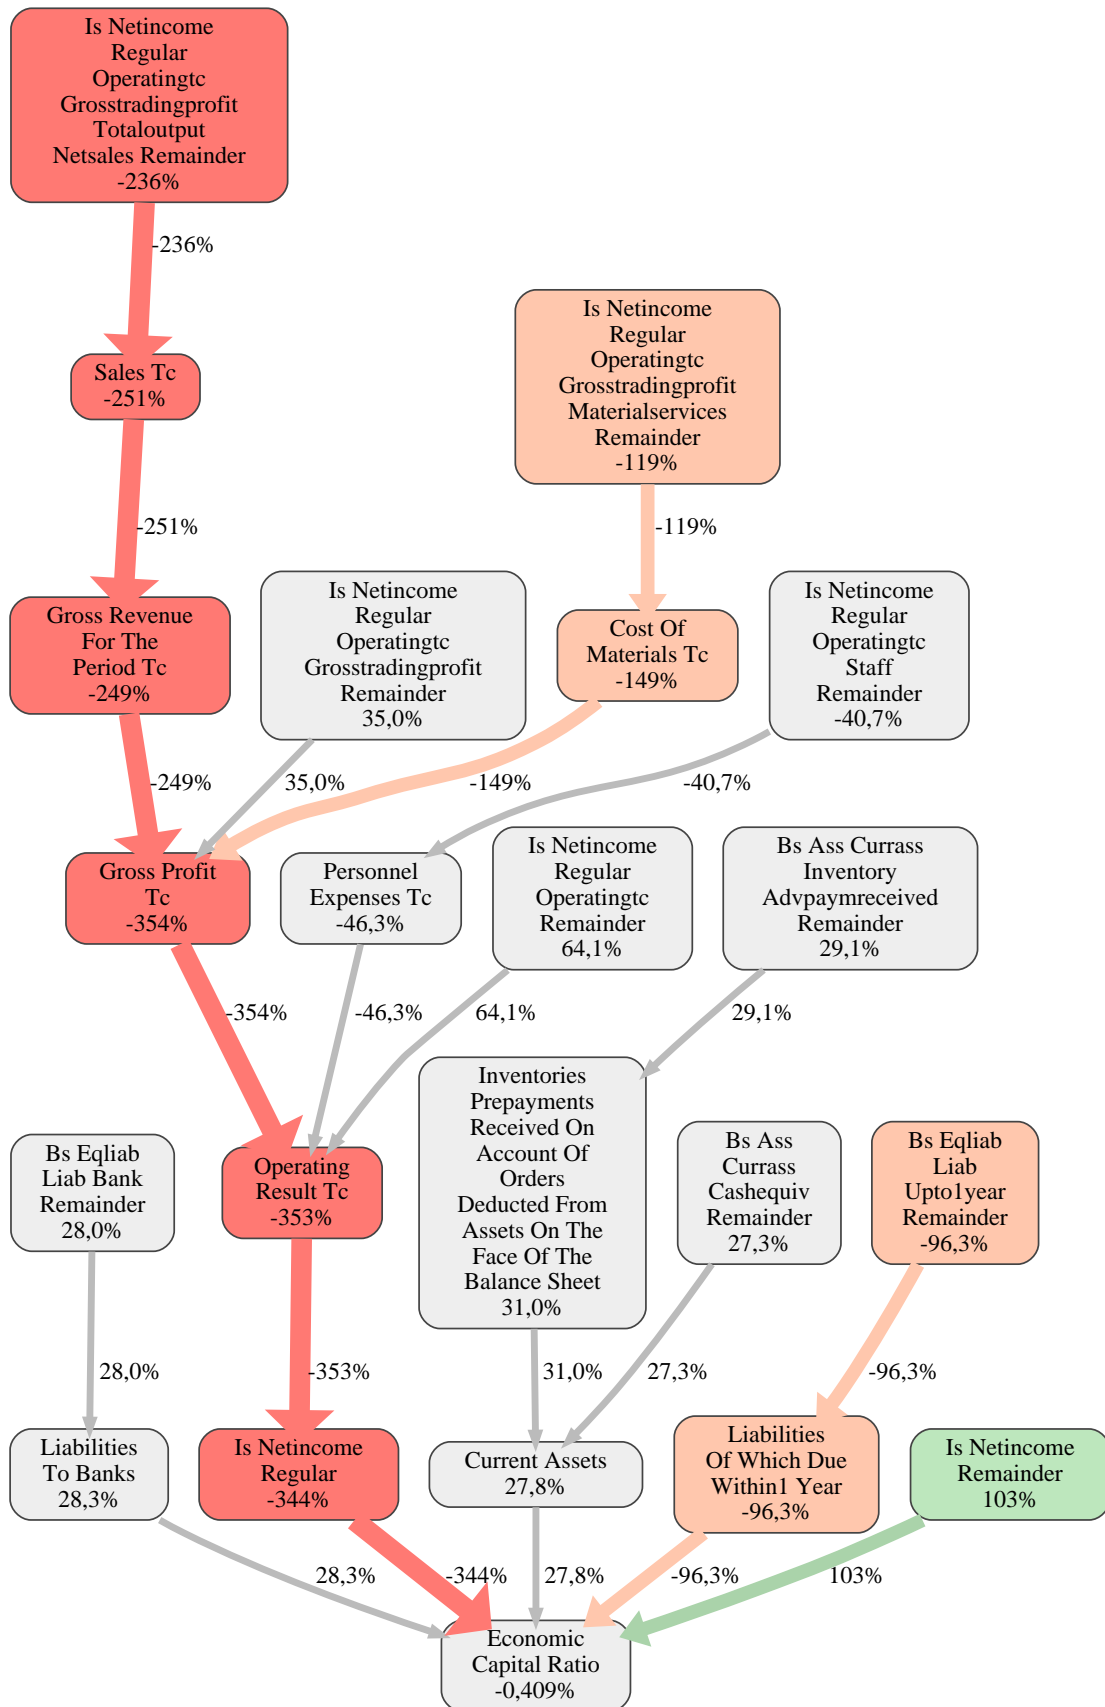 Is Netincome
Regular
Operatingtc
Grosstradingprofit
Totaloutput
Netsales Remainder
-236%
-236%
Is Netincome
Regular
Operatingtc
Grosstradingprofit
Materialservices
Remainder
-119%
Sales Tc
-251%
-251%
-119%
Gross Revenue
For The
Period Tc
-249%
Is Netincome
Regular
Operatingtc
Grosstradingprofit
Remainder
35,0%
Cost Of
Materials Tc
-149%
Is Netincome
Regular
Operatingtc
Staff
Remainder
-40,7%
-249%
35,0%
-149%
-40,7%
Gross Profit
Tc
-354%
Personnel
Expenses Tc
-46,3%
Is Netincome
Regular
Operatingtc
Remainder
64,1%
Bs Ass Currass
Inventory
Advpaymreceived
Remainder
29,1%
-354%
-46,3%
64,1%
29,1%
Bs Eqliab
Liab Bank
Remainder
28,0%
Operating
Result Tc
-353%
Inventories
Prepayments
Received On
Account Of
Orders
Deducted From
Assets On The
Face Of The
Balance Sheet
31,0%
Bs Ass
Currass
Cashequiv
Remainder
27,3%
Bs Eqliab
Liab
Upto1year
Remainder
-96,3%
28,0%
-353%
31,0%
27,3%
-96,3%
Liabilities
To Banks
28,3%
Is Netincome
Regular
-344%
Current Assets
27,8%
Liabilities
Of Which Due
Within1 Year
-96,3%
Is Netincome
Remainder
103%
28,3%
-344%
27,8%
-96,3%
103%
Economic
Capital Ratio
-0,409%